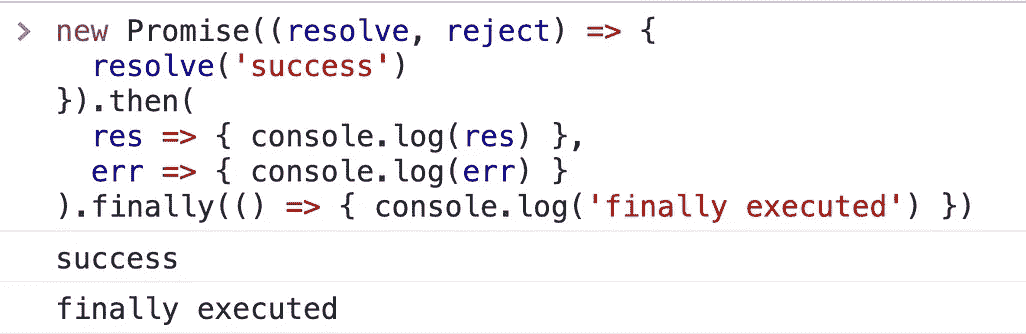 > new Promise((resolve, reject) => {
  resolve('success')
}).then(
  res => { console.log(res) },
  err => { console.log(err) }
).finally(() => { console.log('finally executed') })
success
finally executed